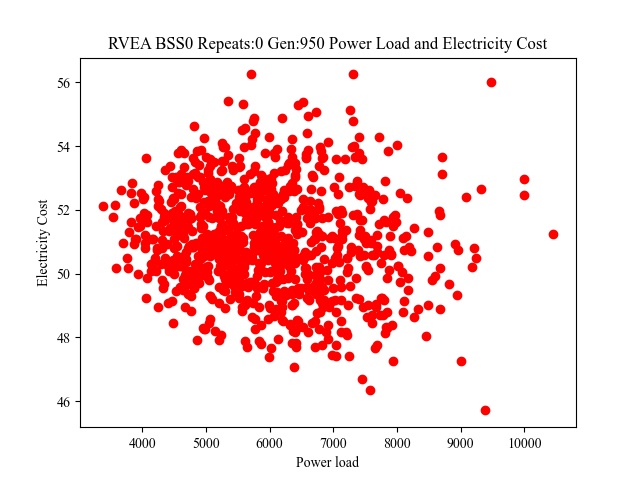 RVEA BSS0 Repeats:0 Gen:950 Power Load and Electricity Cost
56
54
52
50
48
46
Electricity Cost
4000 5000 6000 7000 8000 9000 10000
Power load